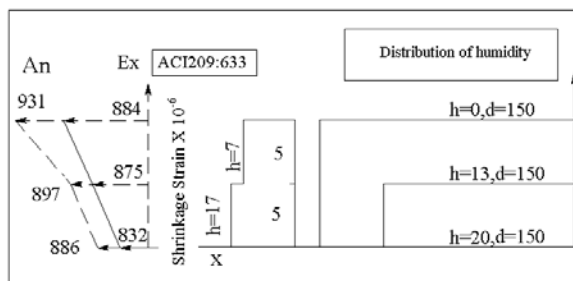 An
Ex
ACI209:633
Distribution of humidity
931
884
h=0,d=150
Shrinkage Strain X 10-6
h=7
5
875
h=13,d=150
897
h=17
5
832
h=20,d=150
886
X